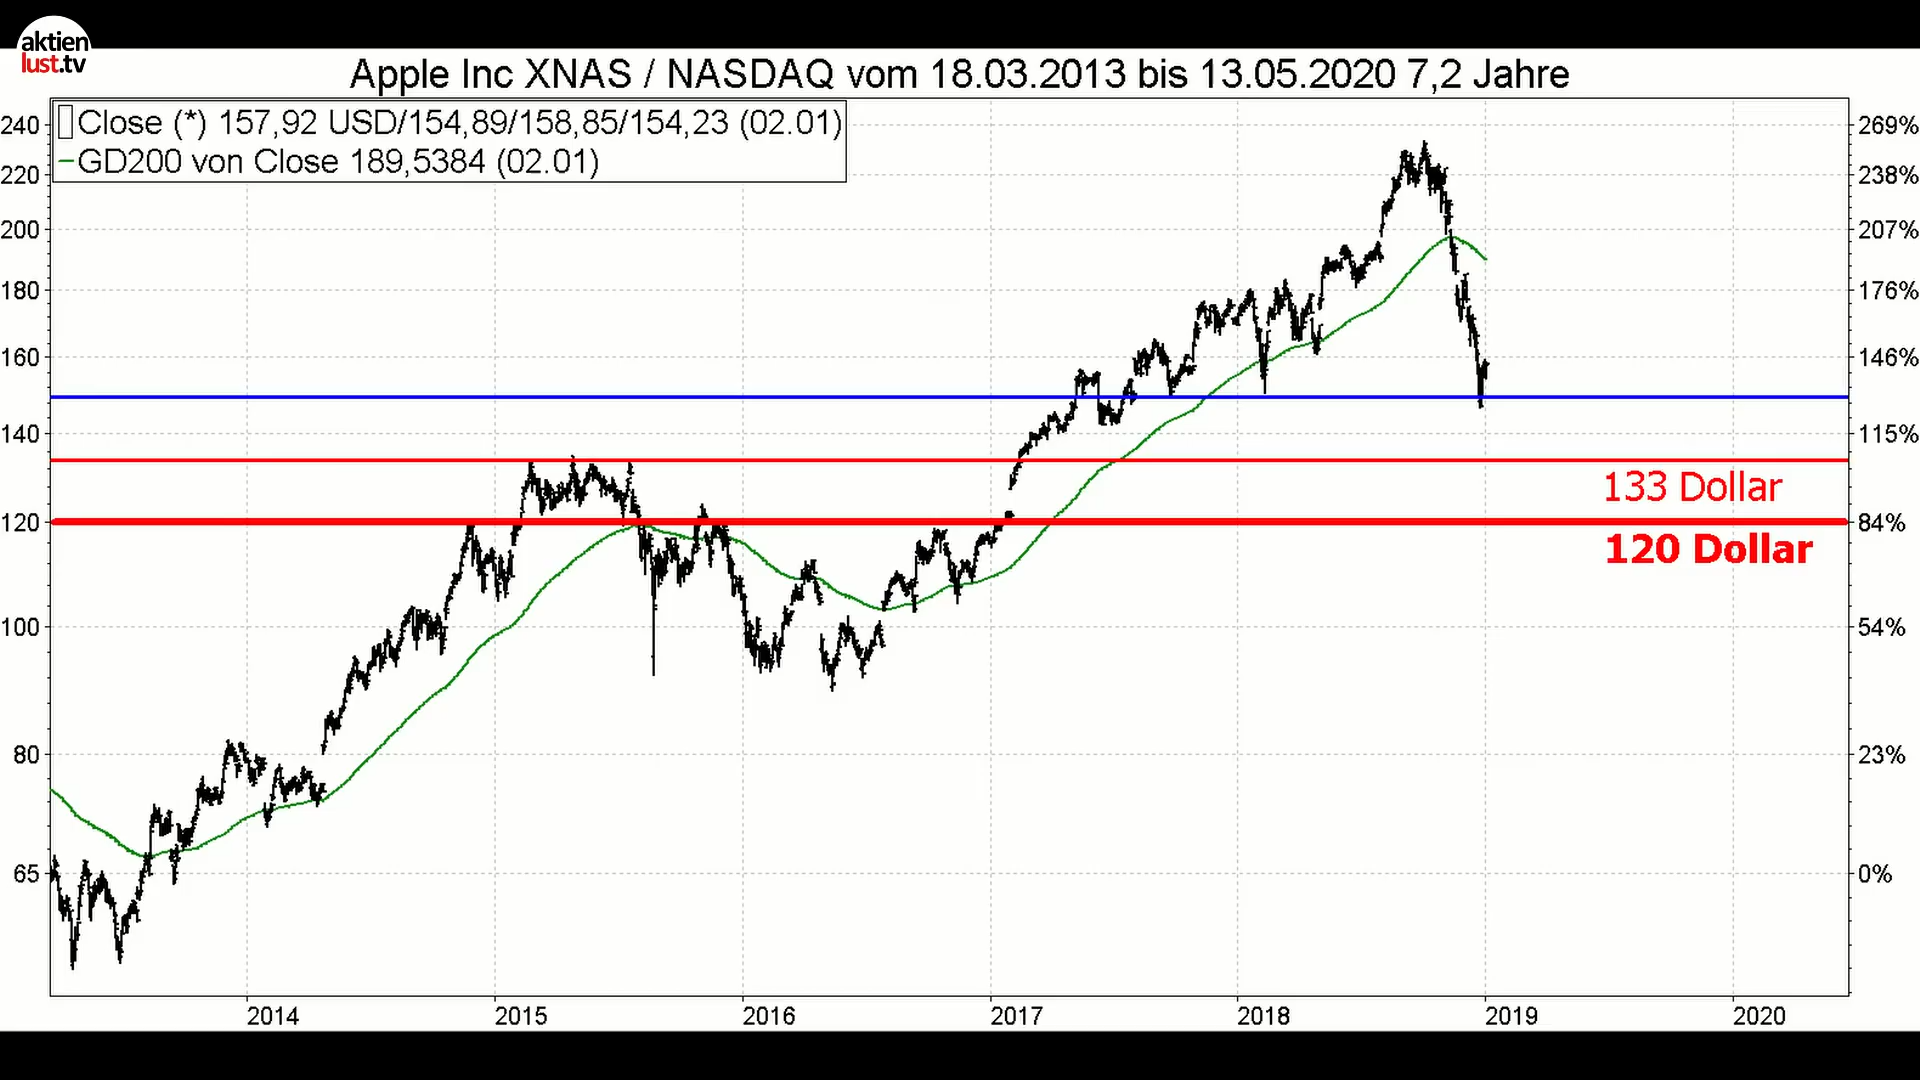 aktien
lust.tv
Apple Inc XNAS / NASDAQ vom 18.03.2013 bis 13.05.2020 7,2 Jahre
Close (*) 157,92 USD/154,89/158,85/154,23 (02.01)
GD200 von Close 189,5384 (02.01)
240 269%
220 238%
200 207%
180 176%
160 146%
140 115%
133 Dollar
120 84%
120 Dollar
100 54%
80 23%
65 0%
2014 2015 2016 2017 2018 2019 2020